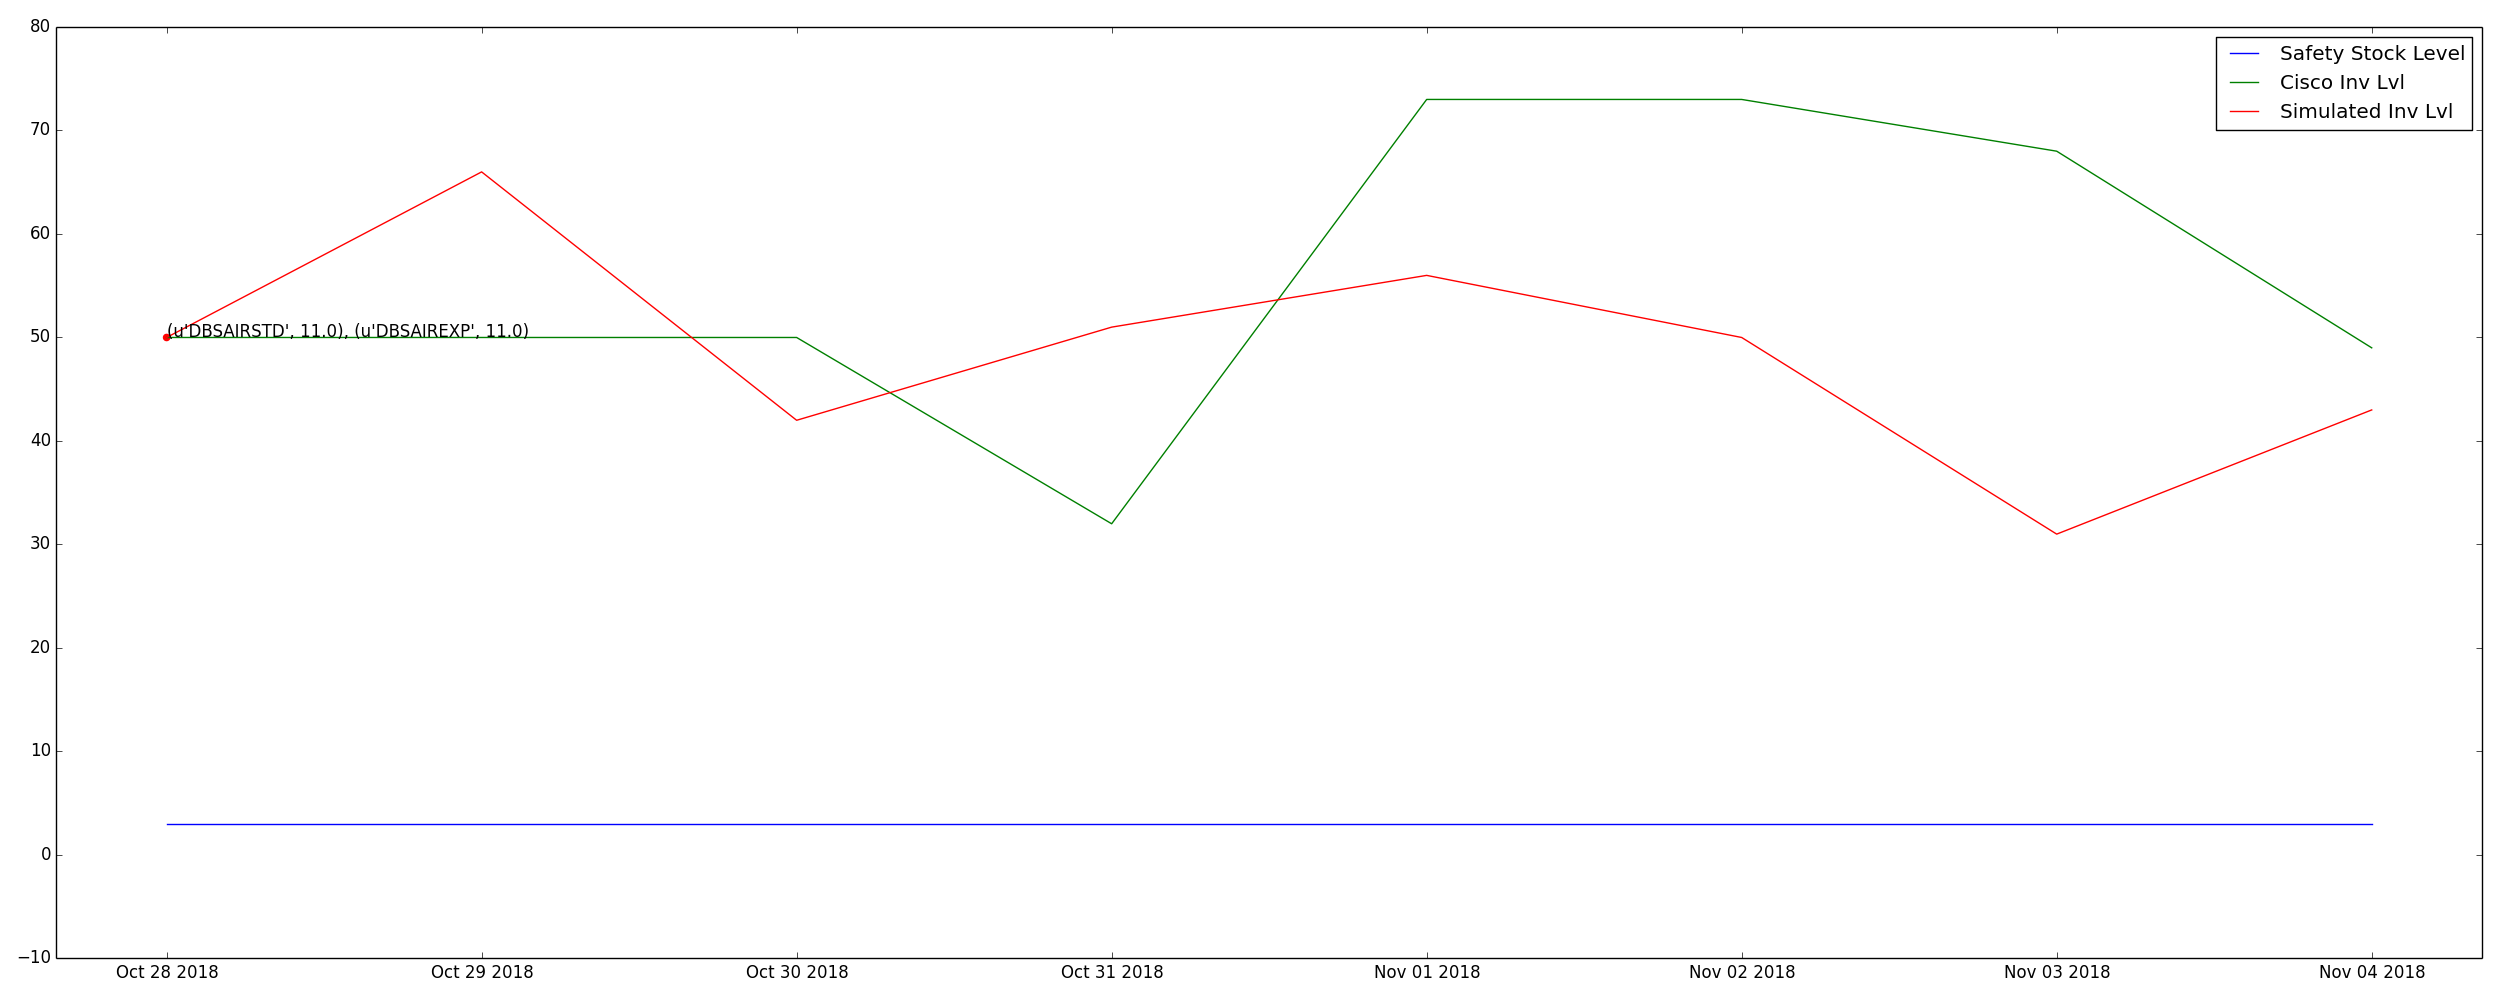 80
70
60
50
40
30
20
10
0
−10
Safety Stock Level
Cisco Inv Lvl
Simulated Inv Lvl
(u'DBSAIRSTD', 11.0), (u'DBSAIREXP', 11.0)
Oct 28 2018 Oct 29 2018 Oct 30 2018 Oct 31 2018 Nov 01 2018 Nov 02 2018 Nov 03 2018 Nov 04 2018